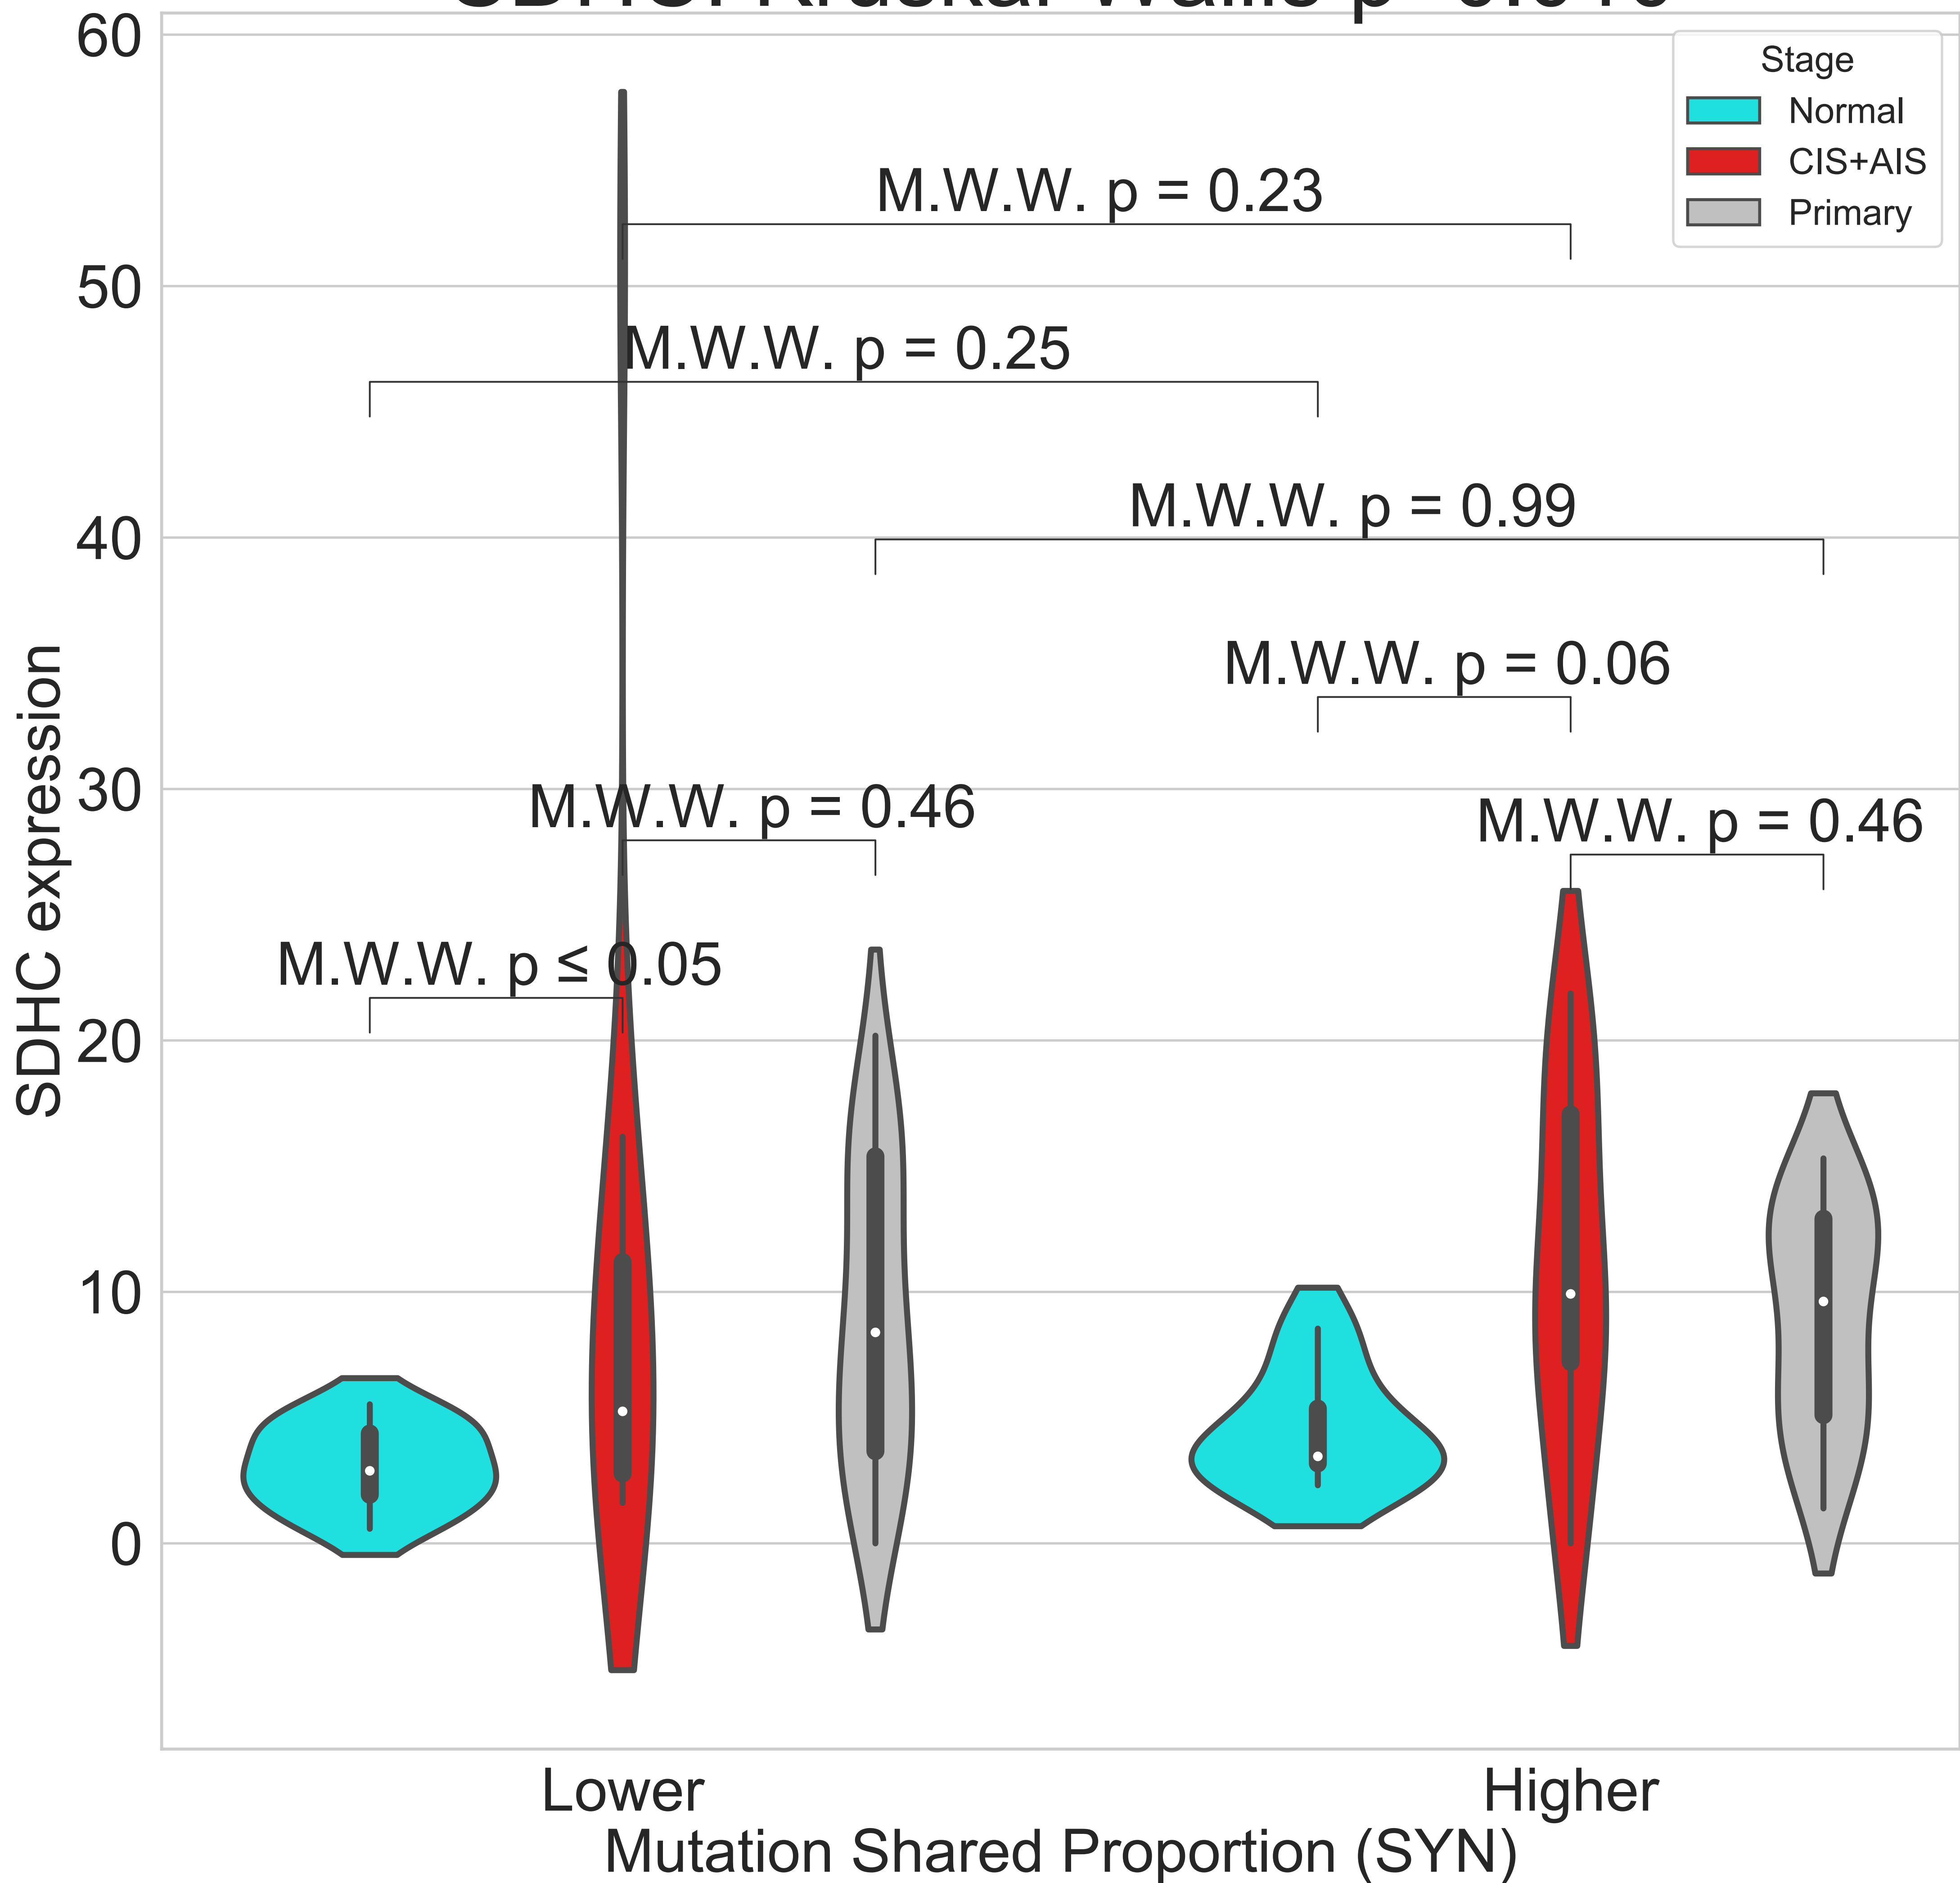 60
50
40
30
20
10
0
SDHC expression
Stage
Normal
CIS+AIS
Primary
M.W.W. p = 0.23
M.W.W. p = 0.25
M.W.W. p = 0.99
M.W.W. p = 0.06
M.W.W. p = 0.46
M.W.W. p = 0.46
M.W.W. p ≤ 0.05
Lower
Higher
Mutation Shared Proportion (SYN)